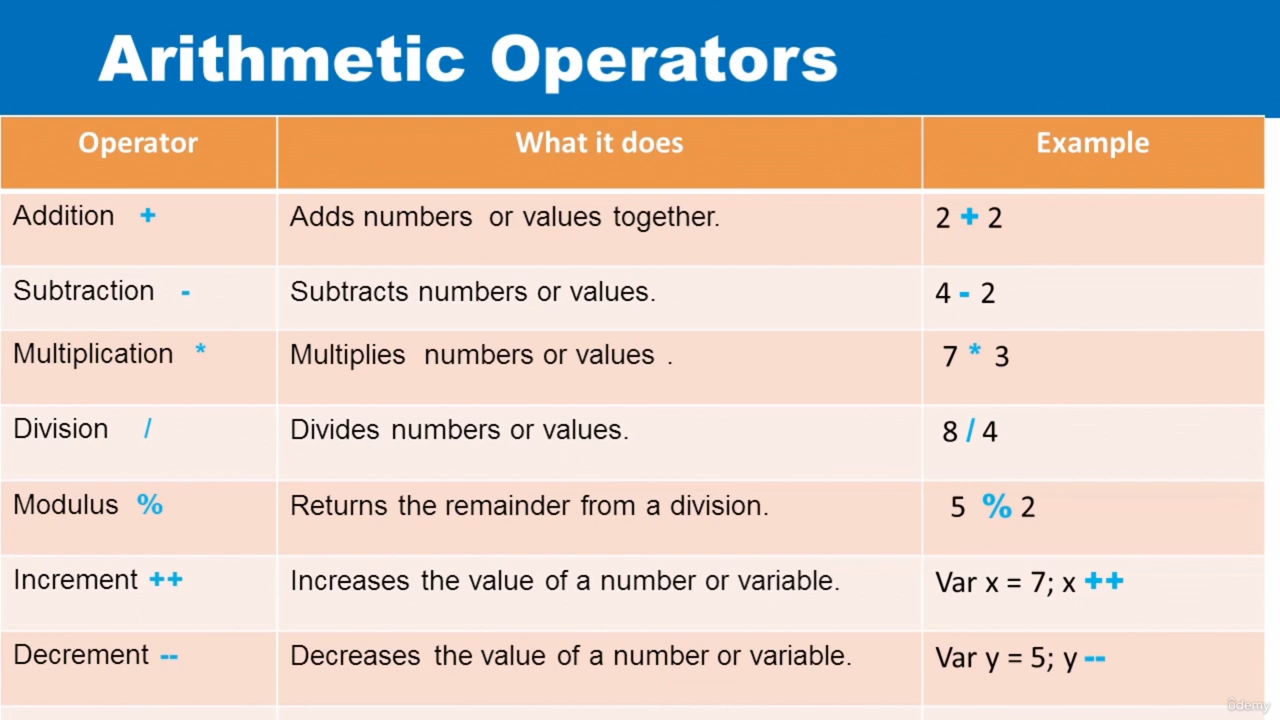 Arithmetic Operators
Operator What it does Example
Addition + Adds numbers or values together. 2 + 2
Subtraction - Subtracts numbers or values. 4 - 2
Multiplication * Multiplies numbers or values . 7 * 3
Division / Divides numbers or values. 8 / 4
Modulus % Returns the remainder from a division. 5 % 2
Increment ++ Increases the value of a number or variable. Var x = 7; x ++
Decrement -- Decreases the value of a number or variable. Var y = 5; y --
ûdemy